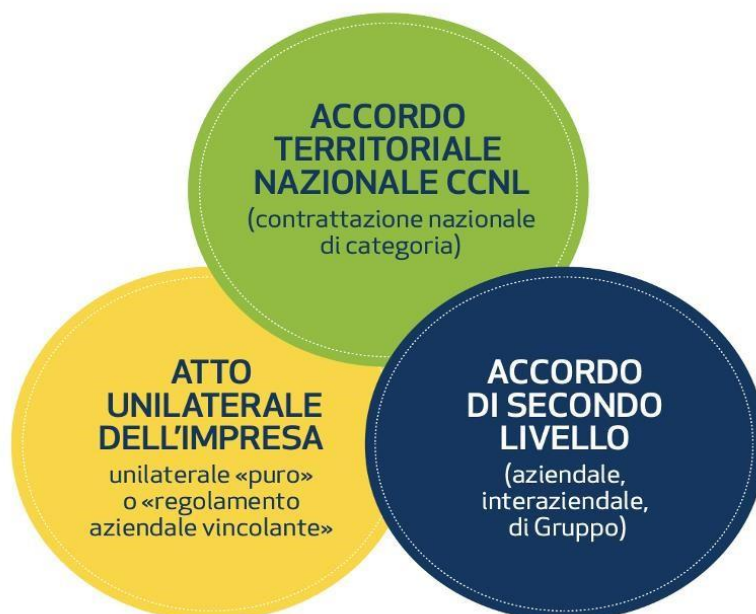 ACCORDO
TERRITORIALE
NAZIONALE CCNL
(contrattazione nazionale
di categoria)
ATTO
UNILATERALE
DELL’IMPRESA
unilaterale «puro»
o «regolamento
aziendale vincolante»
ACCORDO
DI SECONDO
LIVELLO
(aziendale,
interaziendale,
di Gruppo)